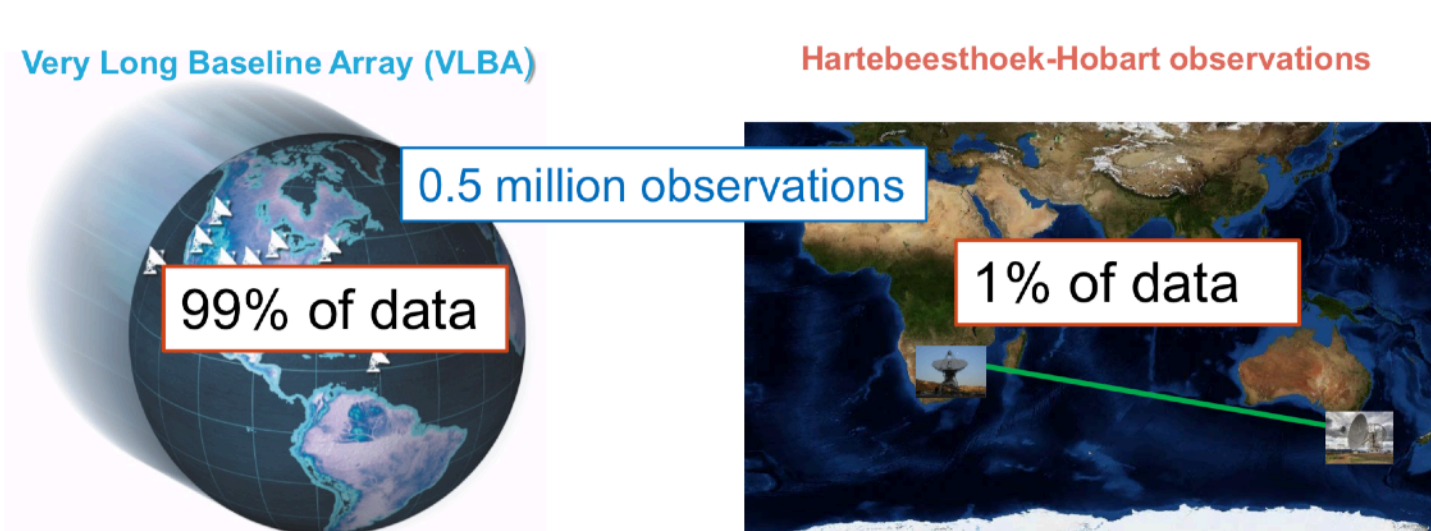 Very Long Baseline Array (VLBA)
Hartebeesthoek-Hobart observations
0.5 million observations
99% of data
1% of data